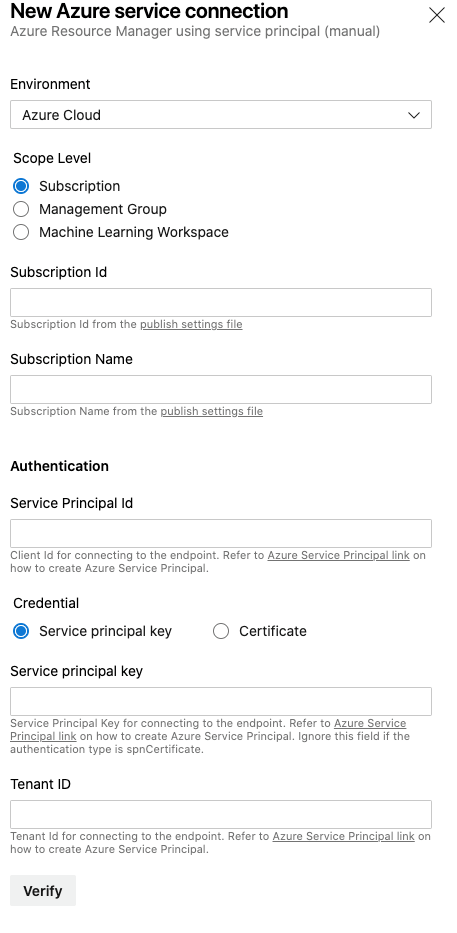 New Azure service connection
Azure Resource Manager using service principal (manual)
Environment
Azure Cloud
Scope Level
Subscription
Management Group
Machine Learning Workspace
Subscription Id
Subscription Id from the publish settings file
Subscription Name
Subscription Name from the publish settings file
Authentication
Service Principal Id
Client Id for connecting to the endpoint. Refer to Azure Service Principal link on
how to create Azure Service Principal.
Credential
Service principal key Certificate
Service principal key
Service Principal Key for connecting to the endpoint. Refer to Azure Service
Principal link on how to create Azure Service Principal. Ignore this field if the
authentication type is spnCertificate.
Tenant ID
Tenant Id for connecting to the endpoint. Refer to Azure Service Principal link on
how to create Azure Service Principal.
Verify